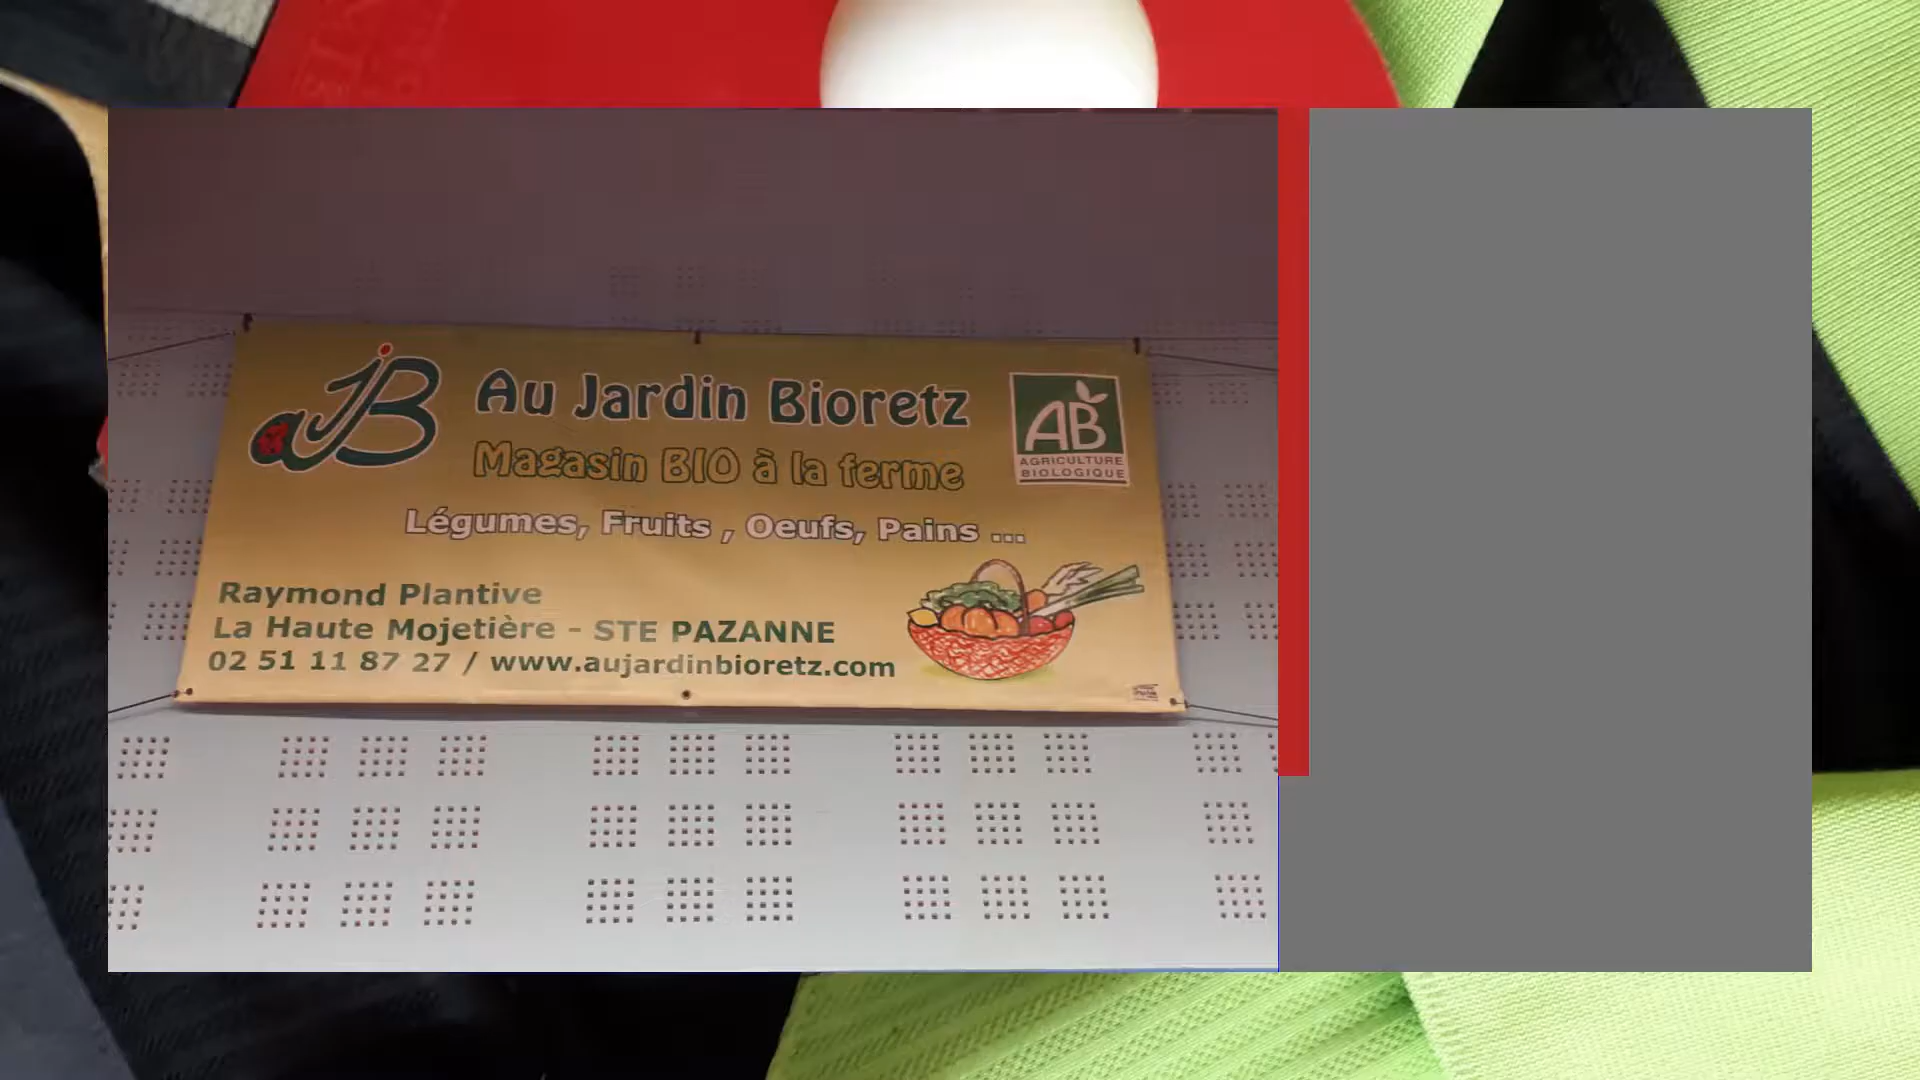 aJB
Au Jardin Bioretz
Magasin BIO à la ferme
AB
AGRICULTURE
BIOLOGIQUE
Légumes, Fruits , Oeufs, Pains ...
Raymond Plantive
La Haute Mojetière - STE PAZANNE
02 51 11 87 27 / www.aujardinbioretz.com